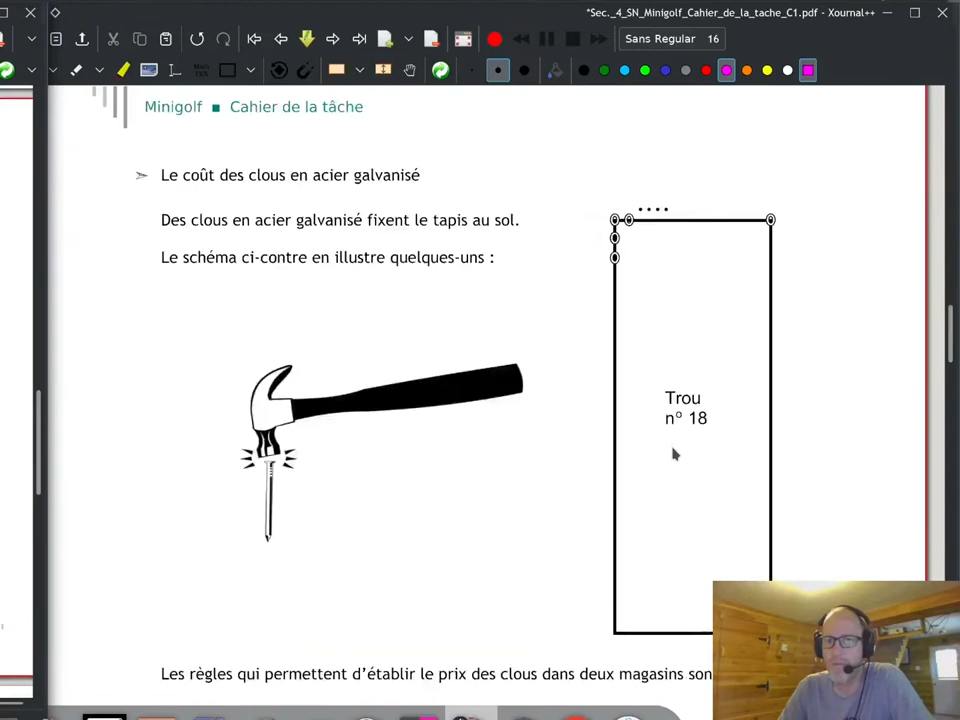 *Sec._4_SN_Minigolf_Cahier_de_la_tache_C1.pdf - Xournal++
Sans Regular 16
Minigolf ■ Cahier de la tâche
➢ Le coût des clous en acier galvanisé
Des clous en acier galvanisé fixent le tapis au sol.
Le schéma ci-contre en illustre quelques-uns :
Trou
nº 18
Les règles qui permettent d’établir le prix des clous dans deux magasins son